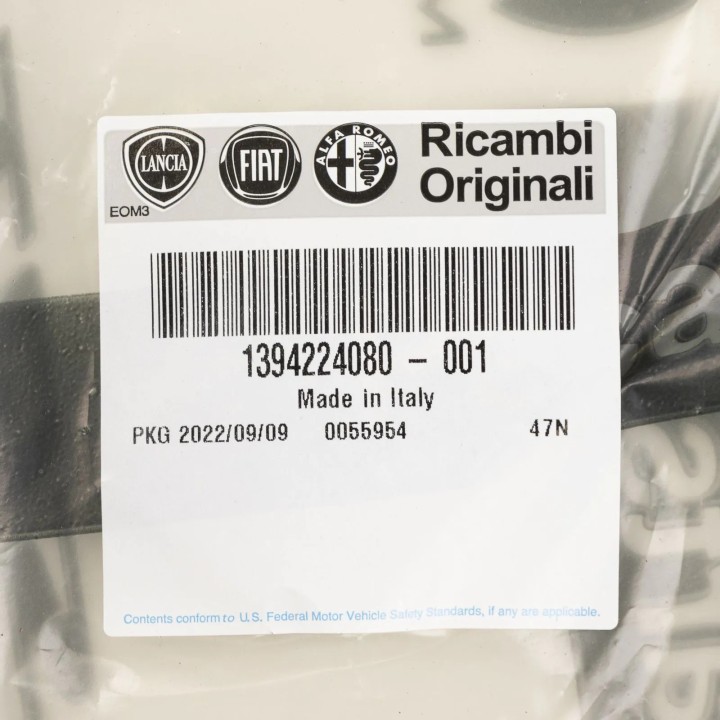 LANCIA
FIAT
ALFA ROMEO
Ricambi
Originali
EOM3
1394224080 - 001
Made in Italy
PKG 2022/09/09 0055954 47N
Contents conform to U.S. Federal Motor Vehicle Safety Standards, if any are applicable.